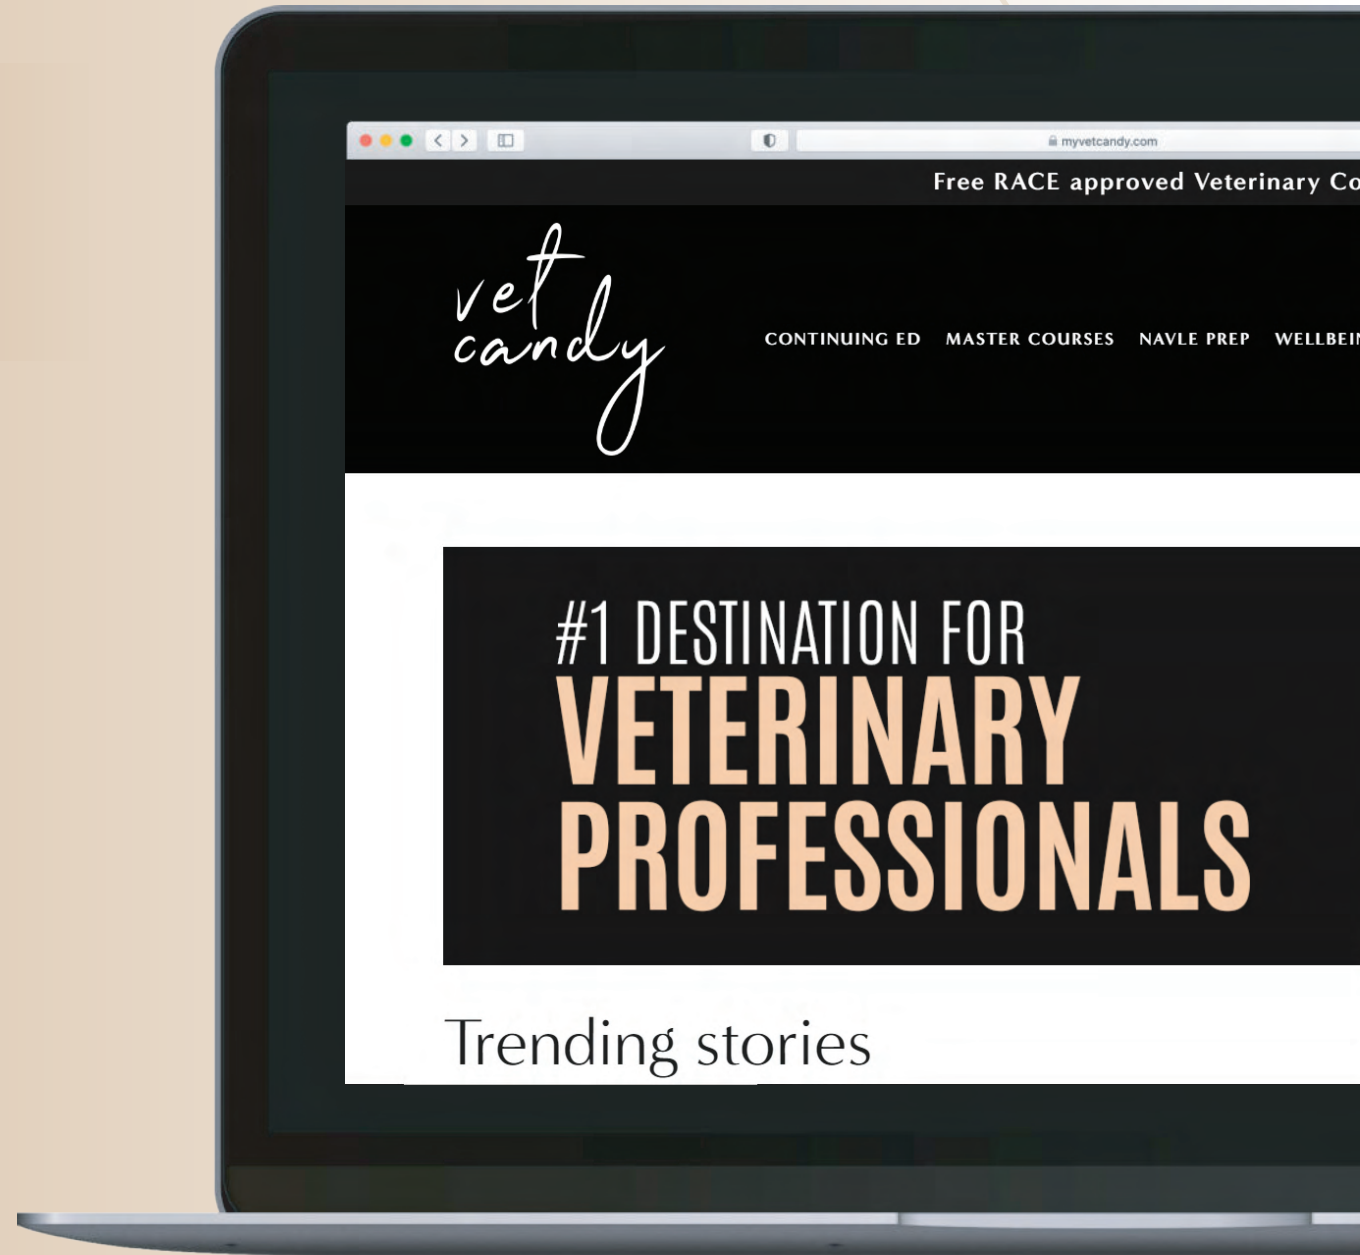 myvetcandy.com
Free RACE approved Veterinary Co
vet
candy
CONTINUING ED MASTER COURSES NAVLE PREP WELLBEIN
#1 DESTINATION FOR
VETERINARY
PROFESSIONALS
Trending stories